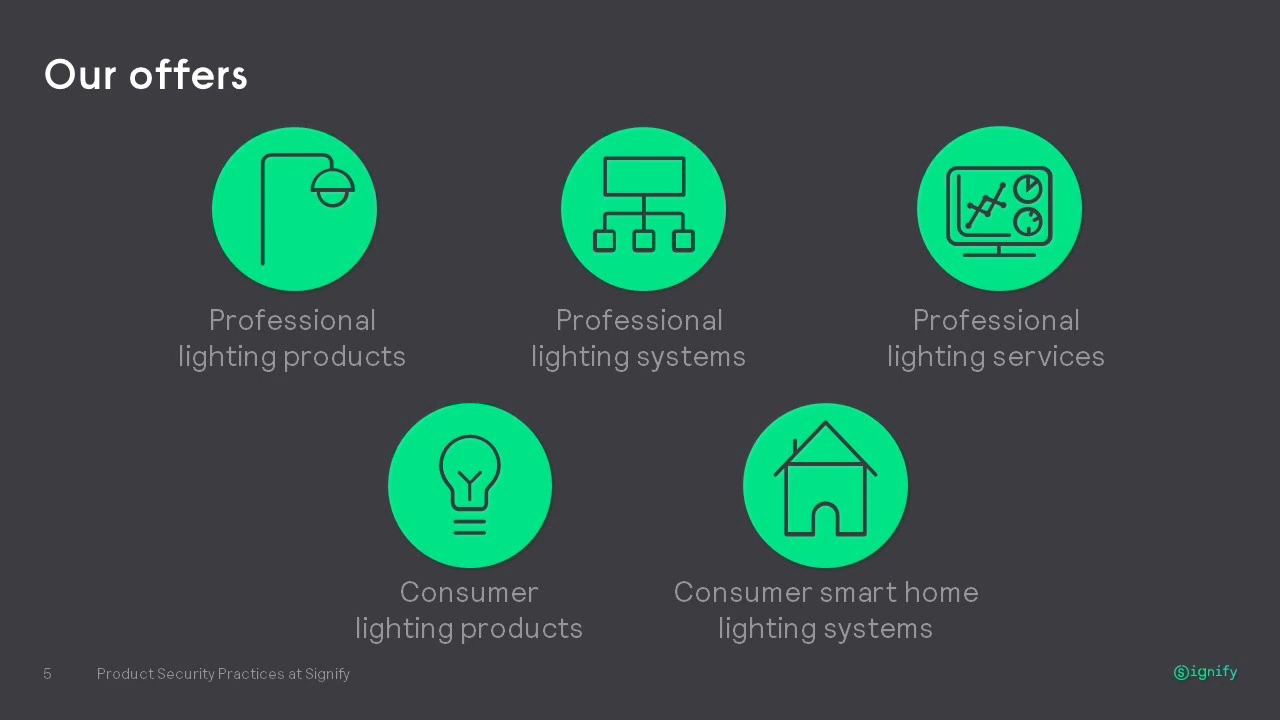 Our offers
Professional
lighting products
Professional
lighting systems
Professional
lighting services
Consumer
lighting products
Consumer smart home
lighting systems
5
Product Security Practices at Signify
Signify